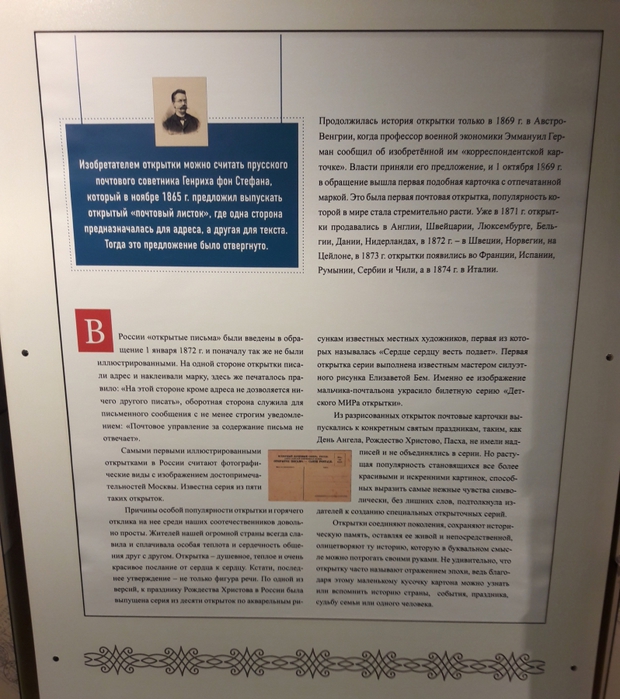 Изобретателем открытки можно считать прусского
почтового советника Генриха фон Стефана,
который в ноябре 1865 г. предложил выпускать
открытый «почтовый листок», где одна сторона
предназначалась для адреса, а другая для текста.
Тогда это предложение было отвергнуто.
Продолжилась история открытки только в 1869 г. в Австро-
Венгрии, когда профессор военной экономики Эммануил Гер-
ман сообщил об изобретённой им «корреспондентской кар-
точке». Власти приняли его предложение, и 1 октября 1869 г.
в обращение вышла первая подобная карточка с отпечатанной
маркой. Это была первая почтовая открытка, популярность ко-
торой в мире стала стремительно расти. Уже в 1871 г. открыт-
ки продавались в Англии, Швейцарии, Люксембурге, Бель-
гии, Дании, Нидерландах, в 1872 г. – в Швеции, Норвегии, на
Цейлоне, в 1873 г. открытки появились во Франции, Испании,
Румынии, Сербии и Чили, а в 1874 г. в Италии.
В
России «открытые письма» были введены в обра-
щение 1 января 1872 г. и поначалу так же не были
иллюстрированными. На одной стороне открытки писа-
ли адрес и наклеивали марку, здесь же печаталось пра-
вило: «На этой стороне кроме адреса не дозволяется ни-
чего другого писать», оборотная сторона служила для
письменного сообщения с не менее строгим уведомле-
нием: «Почтовое управление за содержание письма не
отвечает».
Самыми первыми иллюстрированными
открытками в России считают фотографи-
ческие виды с изображением достопримеча-
тельностей Москвы. Известна серия из пяти
таких открыток.
Причины особой популярности открытки и горячего
отклика на нее среди наших соотечественников доволь-
но просты. Жителей нашей огромной страны всегда сла-
вила и сплачивала особая теплота и сердечность обще-
ния друг с другом. Открытка – душевное, теплое и очень
красивое послание от сердца к сердцу. Кстати, послед-
нее утверждение – не только фигура речи. По одной из
версий, к празднику Рождества Христова в России была
выпущена серия из десяти открыток по акварельным ри-
сункам известных местных художников, первая из кото-
рых называлась «Сердце сердцу весть подает». Первая
открытка серии выполнена известным мастером силуэт-
ного рисунка Елизаветой Бем. Именно ее изображение
мальчика-почтальона украсило билетную серию «Дет-
ского МИРа открытки».
Из разрисованных открыток почтовые карточки вы-
пускались к конкретным святым праздникам, таким, как
День Ангела, Рождество Христово, Пасха, не имели над-
писей и не объединялись в серии. Но расту-
щая популярность становящихся все более
красивыми и искренними картинок, способ-
ных выразить самые нежные чувства симво-
лически, без лишних слов, подтолкнула из-
дателей к созданию специальных открыточных серий.
Открытки соединяют поколения, сохраняют истори-
ческую память, оставляя ее живой и непосредственной,
олицетворяют ту историю, которую в буквальном смыс-
ле можно потрогать своими руками. Не удивительно, что
открытку часто называют отражением эпохи, ведь благо-
даря этому маленькому кусочку картона можно узнать
или вспомнить историю страны, события, праздника,
судьбу семьи или одного человека.